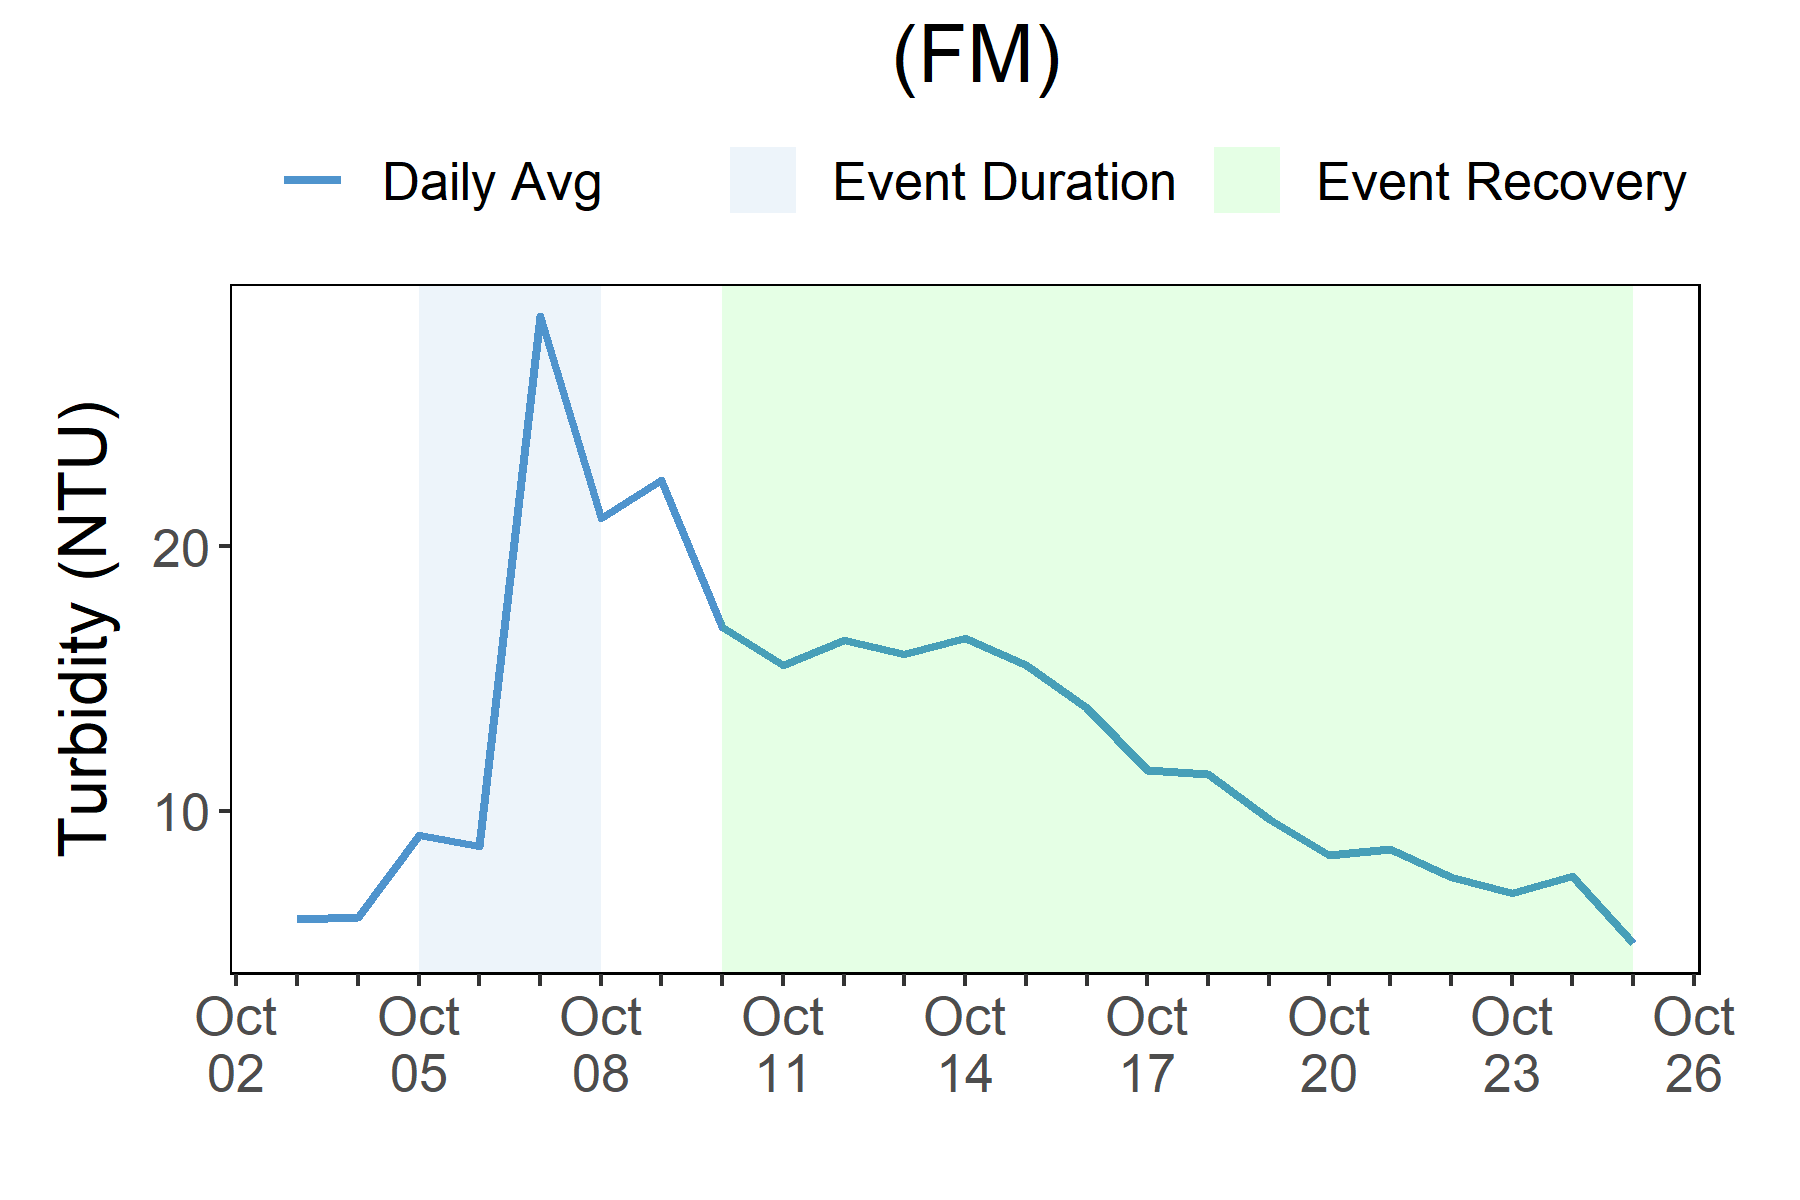 (FM)
Daily Avg Event Duration Event Recovery
Turbidity (NTU)
20
10
Oct Oct Oct Oct Oct Oct Oct Oct Oct
02 05 08 11 14 17 20 23 26